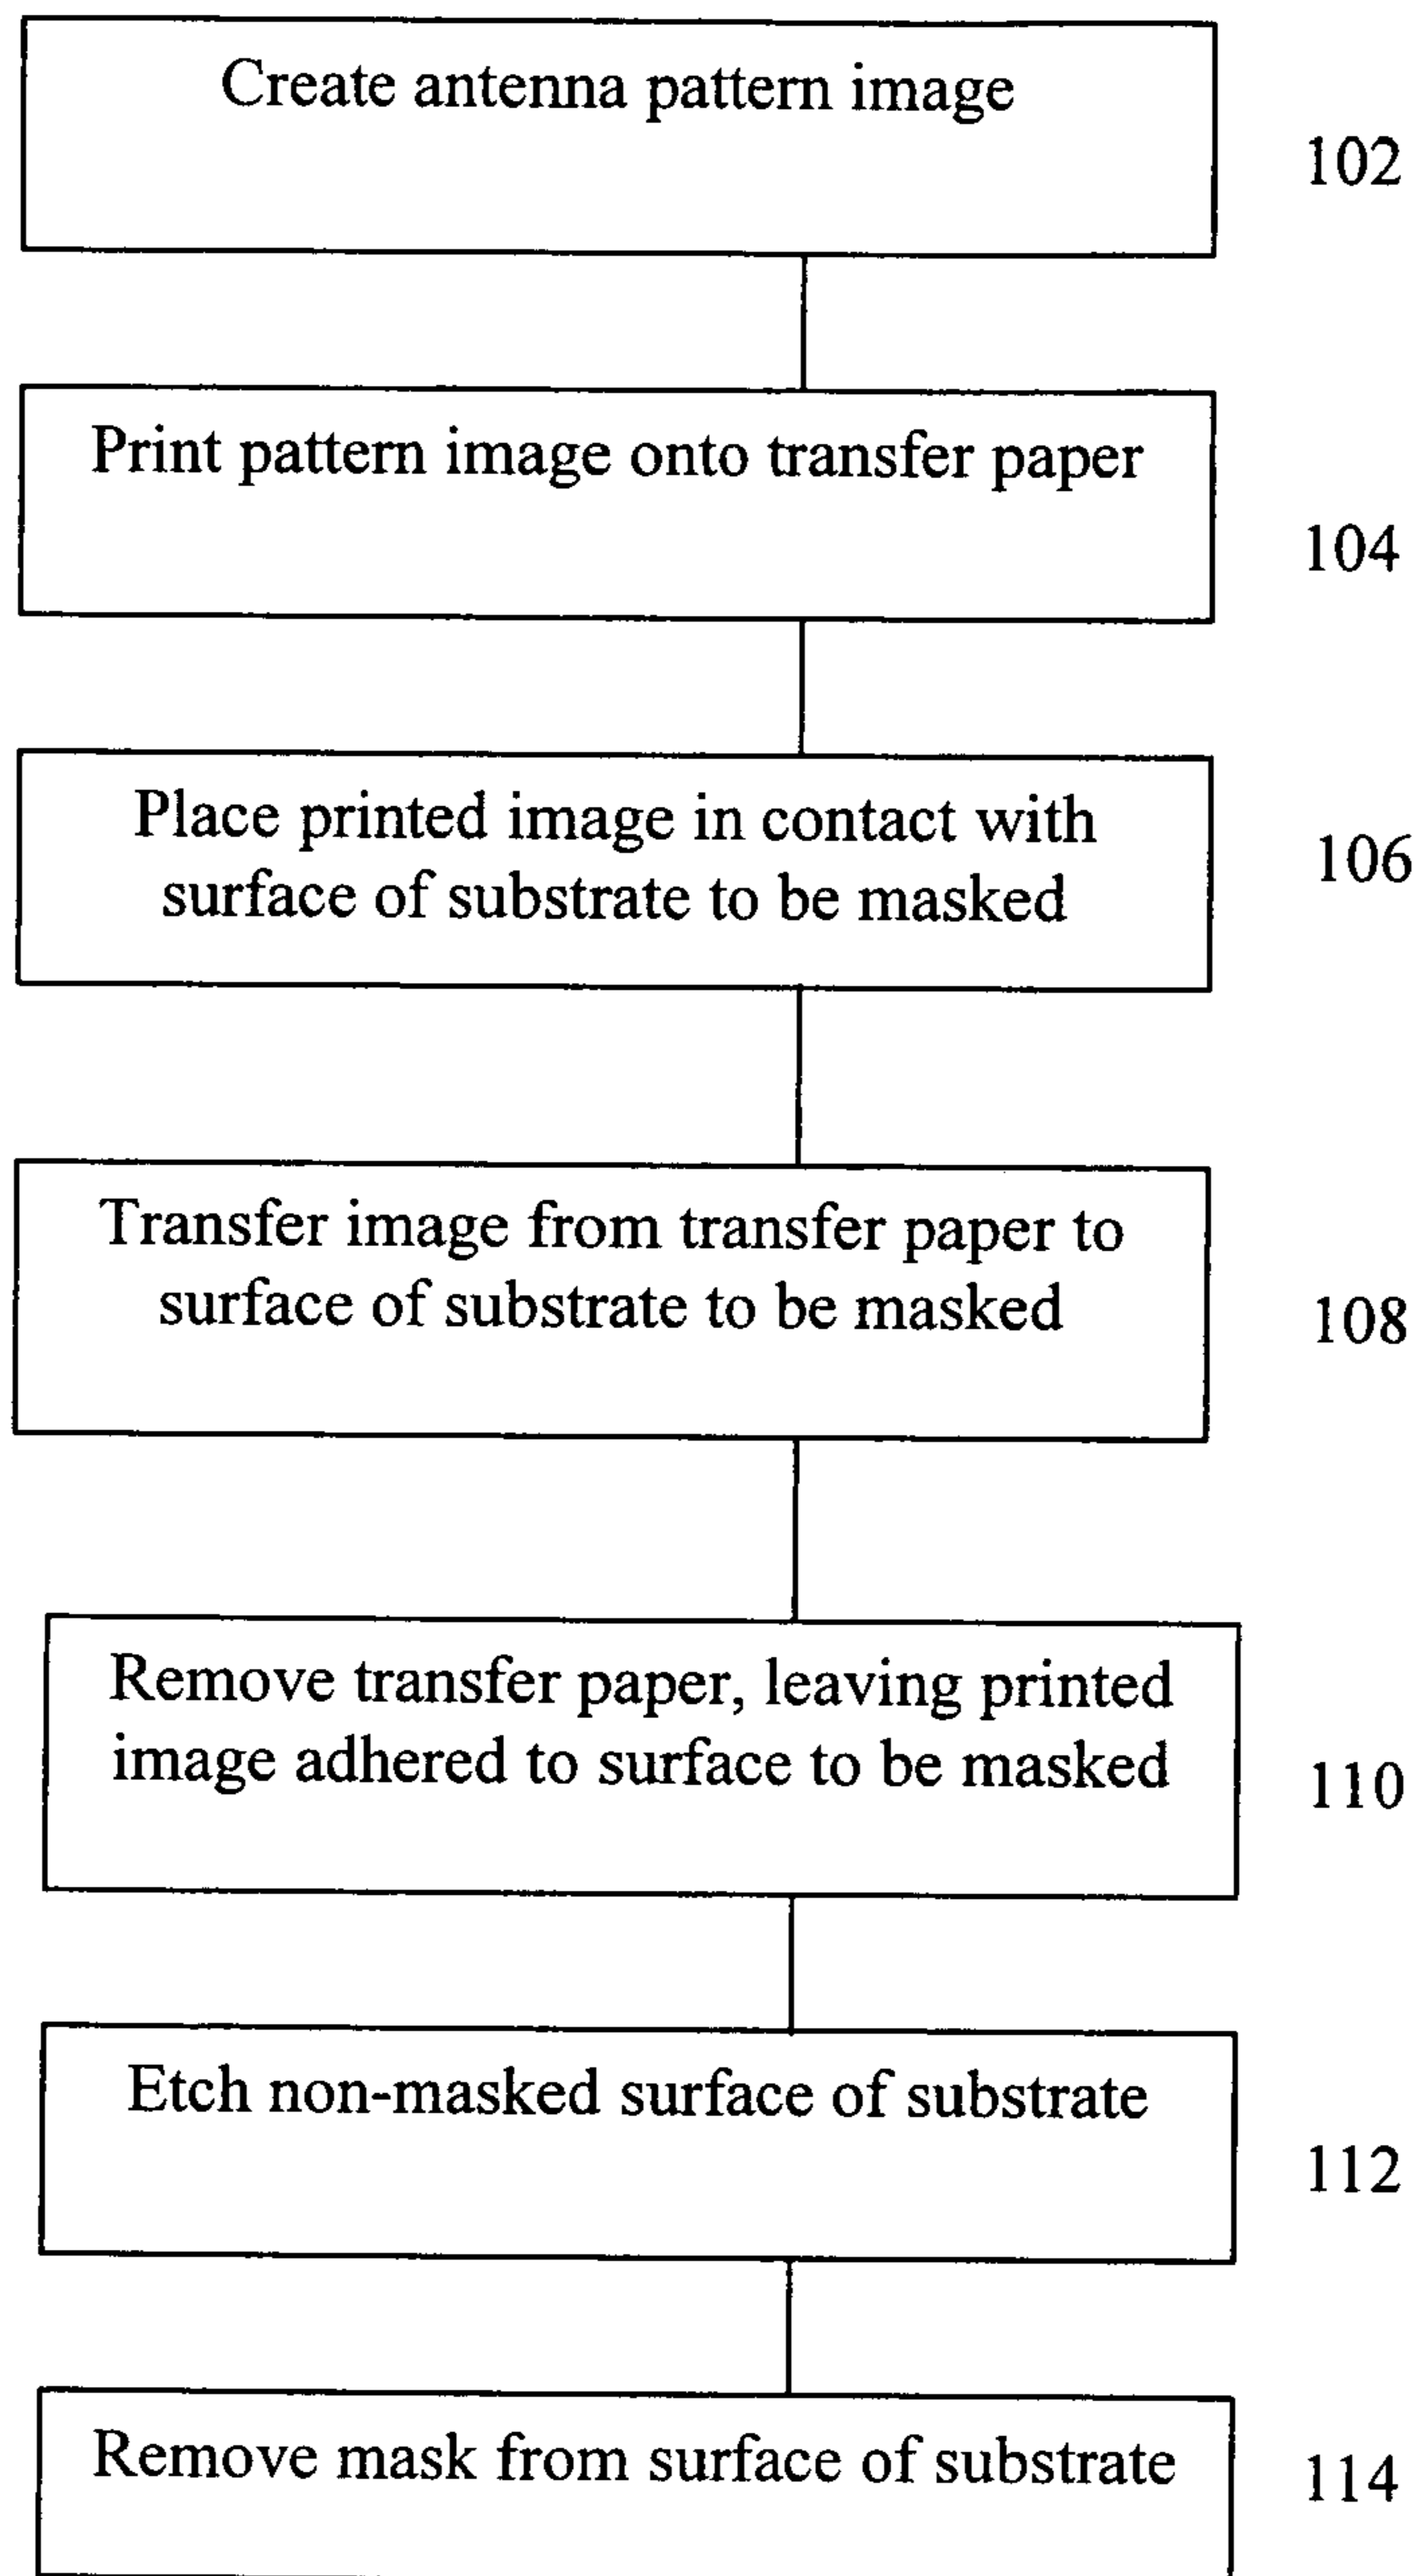 Create antenna pattern image
102
Print pattern image onto transfer paper
104
Place printed image in contact with
surface of substrate to be masked
106
Transfer image from transfer paper to
surface of substrate to be masked
108
Remove transfer paper, leaving printed
image adhered to surface to be masked
110
Etch non-masked surface of substrate
112
Remove mask from surface of substrate
114